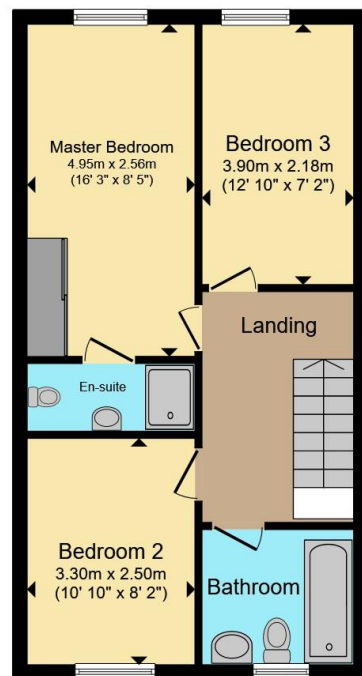 Master Bedroom
4.95m x 2.56m
(16' 3" x 8' 5")
Bedroom 3
3.90m x 2.18m
(12' 10" x 7' 2")
Landing
En-suite
Bedroom 2
3.30m x 2.50m
(10' 10" x 8' 2")
Bathroom